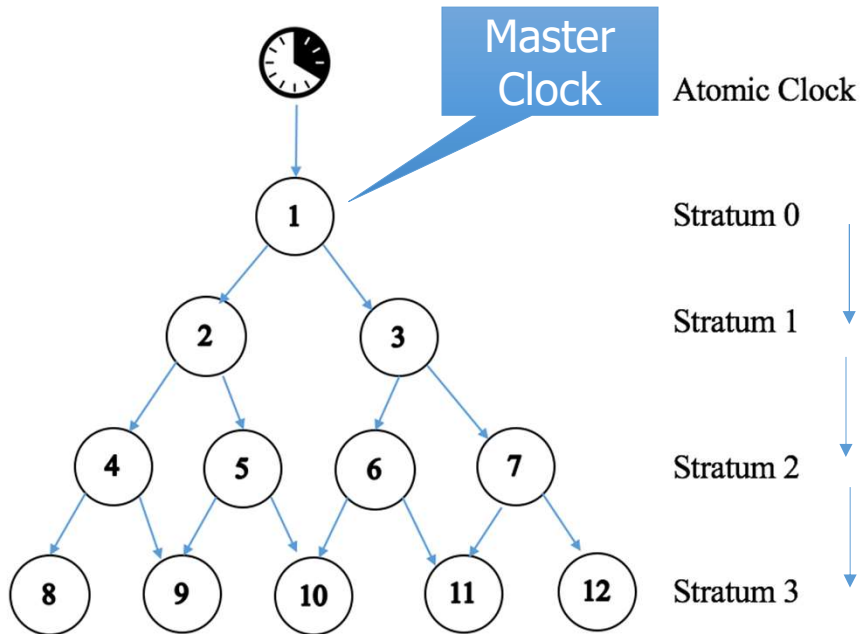 Master
Clock
Atomic Clock
1
Stratum 0
2
3
Stratum 1
4
5
6
7
Stratum 2
8
9
10
11
12
Stratum 3